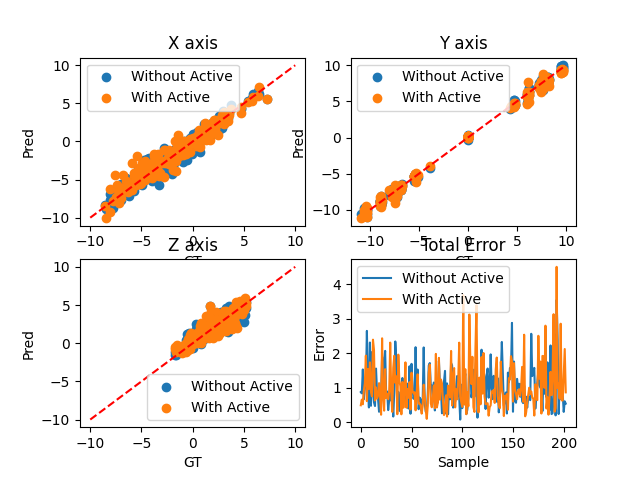 X axis
Y axis
10
5
0
−5
−10
Pred
Without Active
With Active
−10
−5
0
5
10
GT
10
5
0
−5
−10
Pred
Without Active
With Active
−10
−5
0
5
10
GT
Z axis
Total Error
10
5
0
−5
−10
Pred
Without Active
With Active
−10
−5
0
5
10
GT
4
3
2
1
0
Error
Without Active
With Active
0
50
100
150
200
Sample